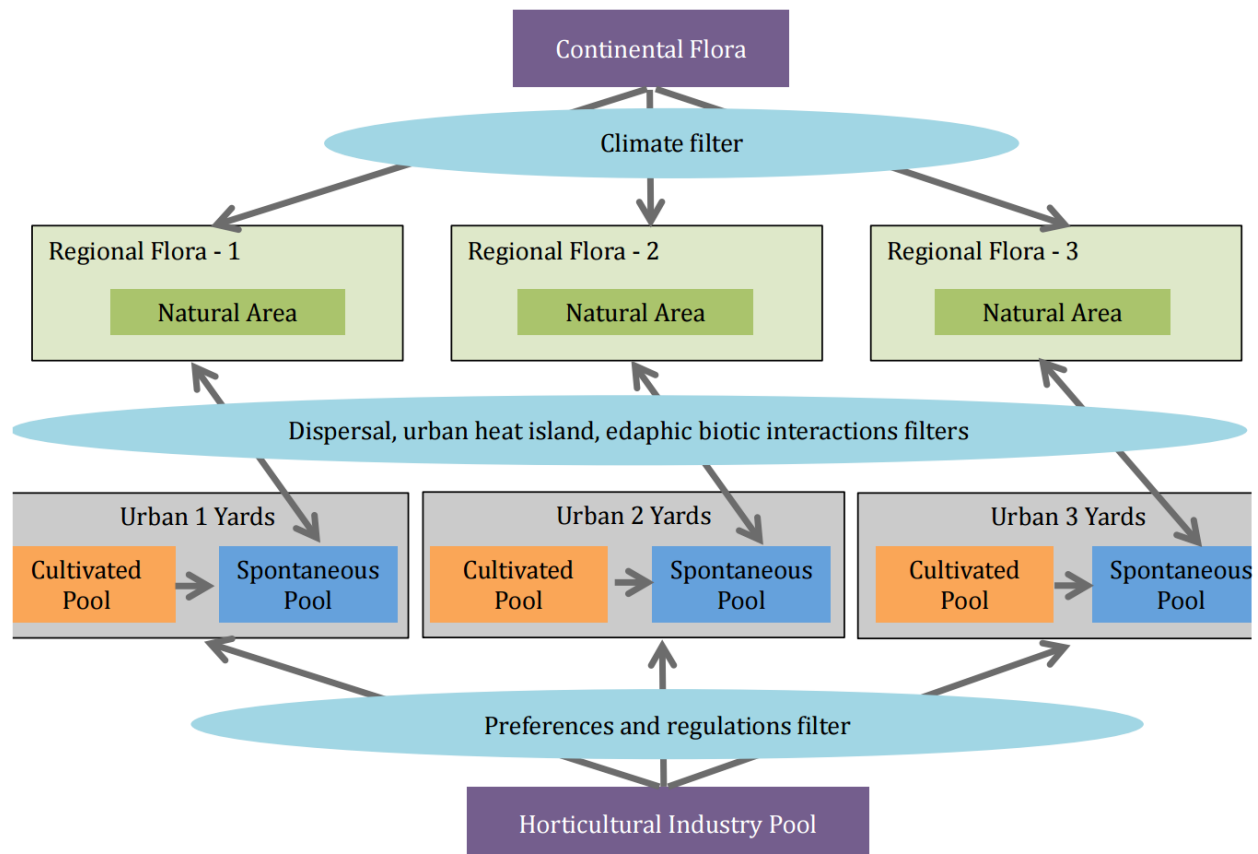 Continental Flora
Climate filter
Regional Flora - 1
Natural Area
Regional Flora - 2
Natural Area
Regional Flora - 3
Natural Area
Dispersal, urban heat island, edaphic biotic interactions filters
Urban 1 Yards
Cultivated
Pool
Spontaneous
Pool
Urban 2 Yards
Cultivated
Pool
Spontaneous
Pool
Urban 3 Yards
Cultivated
Pool
Spontaneous
Pool
Preferences and regulations filter
Horticultural Industry Pool